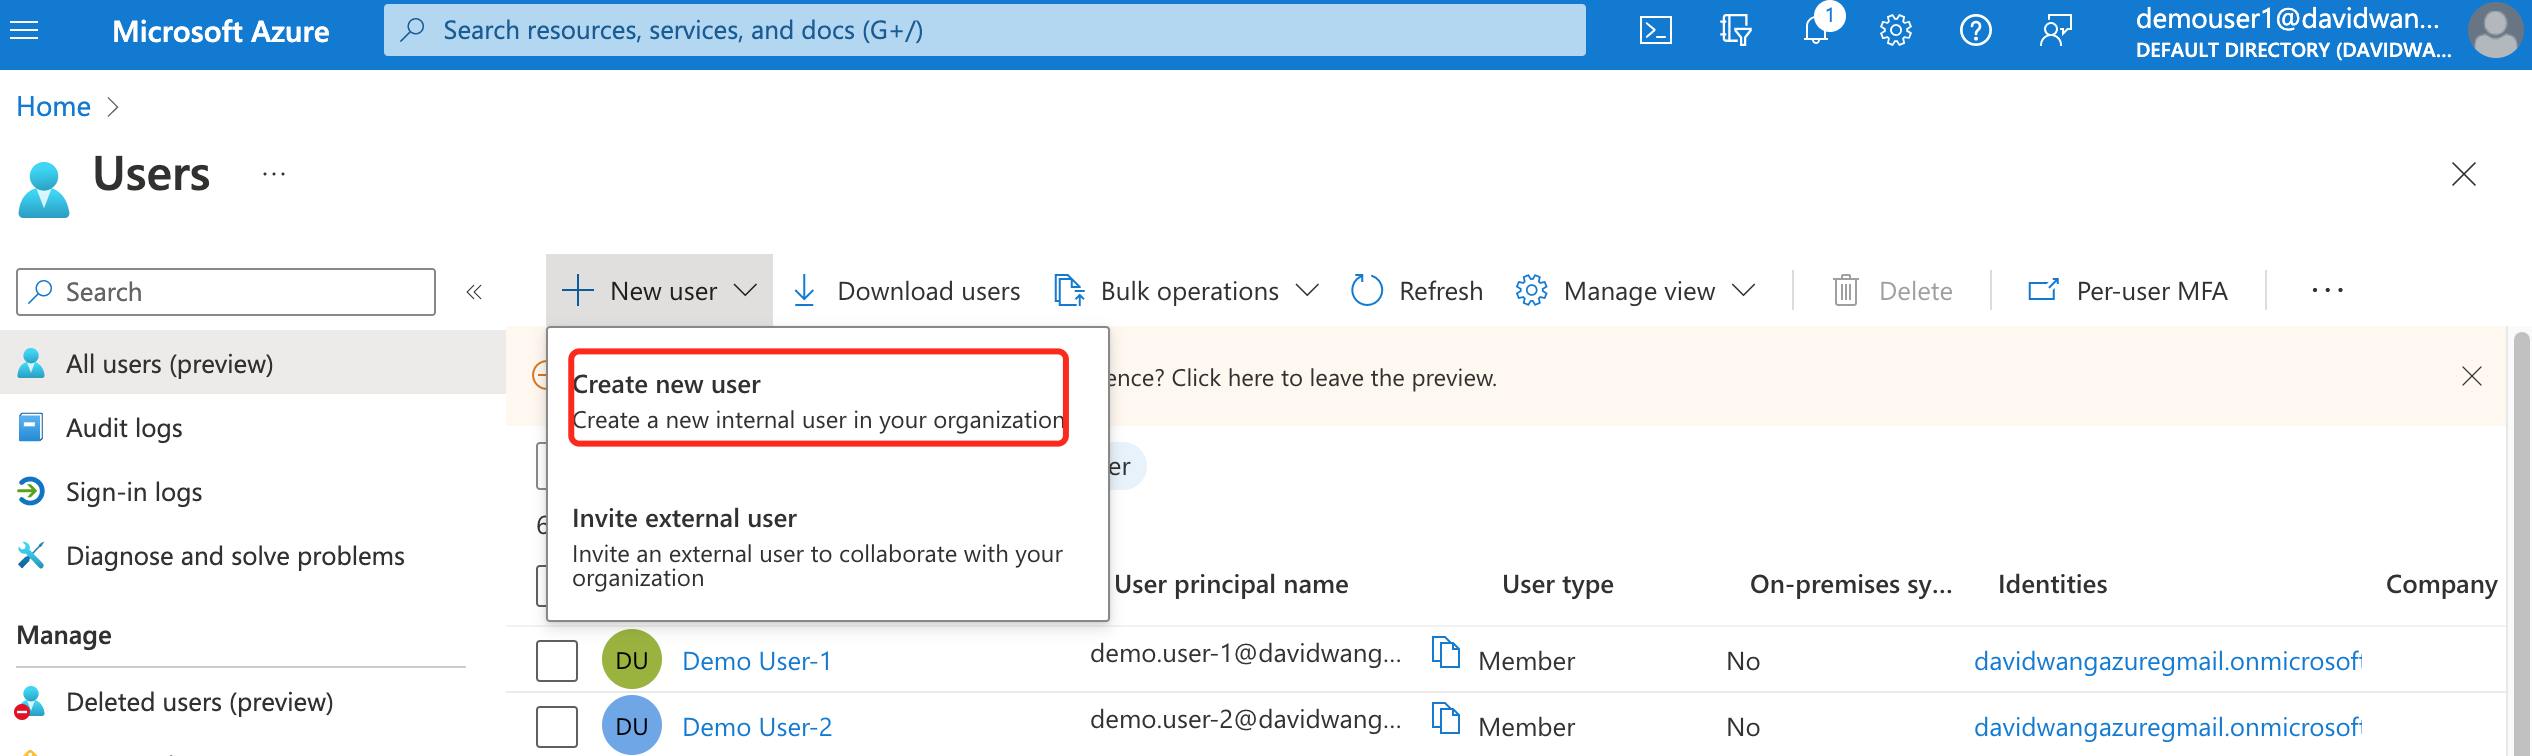 Microsoft Azure
Search resources, services, and docs (G+/)
1
demouser1@davidwan...
DEFAULT DIRECTORY (DAVIDWA...
Home
Users
...
Search
«
New user
Download users
Bulk operations
Refresh
Manage view
Delete
Per-user MFA
...
All users (preview)
Audit logs
Sign-in logs
Diagnose and solve problems
Manage
Deleted users (preview)
Create new user
Create a new internal user in your organization
Invite external user
Invite an external user to collaborate with your
organization
ence? Click here to leave the preview.
er
6
User principal name
User type
On-premises sy...
Identities
Company
DU
Demo User-1
demo.user-1@davidwang...
Member
No
davidwangazuregmail.onmicrosoft
DU
Demo User-2
demo.user-2@davidwang...
Member
No
davidwangazuregmail.onmicrosoft